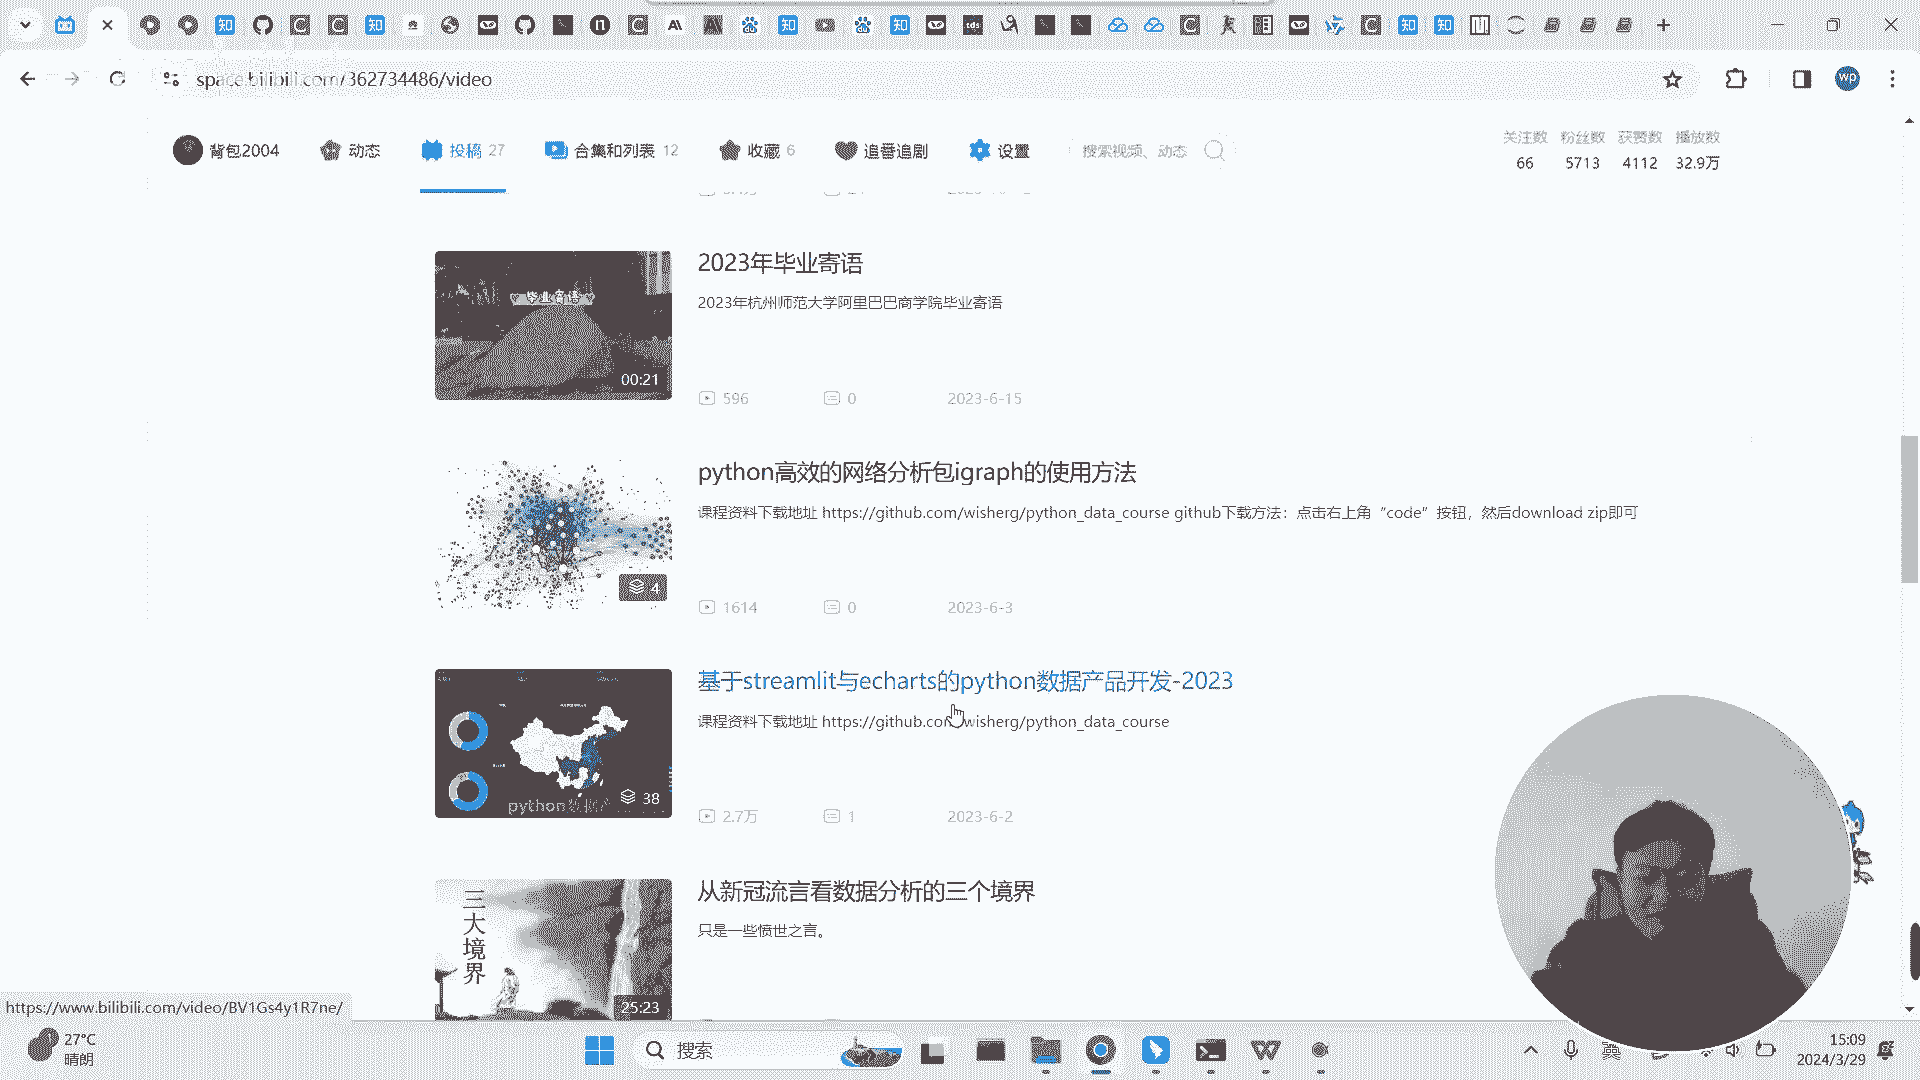 space.bilibili.com/362734486/video
wp
背包2004
动态
投稿 27
合集和列表 12
收藏 6
追番追剧
设置
搜索视频、动态
关注数 粉丝数 获赞数 播放数
66 5713 4112 32.9万
毕业寄语
00:21
2023年毕业寄语
2023年杭州师范大学阿里巴巴商学院毕业寄语
596 0 2023-6-15
4
python高效的网络分析包igraph的使用方法
课程资料下载地址 https://github.com/wisherg/python_data_course github下载方法：点击右上角“code”按钮，然后download zip即可
1614 0 2023-6-3
38
基于streamlit与echarts的python数据产品开发-2023
课程资料下载地址 https://github.com/wisherg/python_data_course
2.7万 1 2023-6-2
三大境界
25:23
从新冠流言看数据分析的三个境界
只是一些愤世之言。
https://www.bilibili.com/video/BV1Gs4y1R7ne/
27°C
晴朗
搜索
英
15:09
2024/3/29